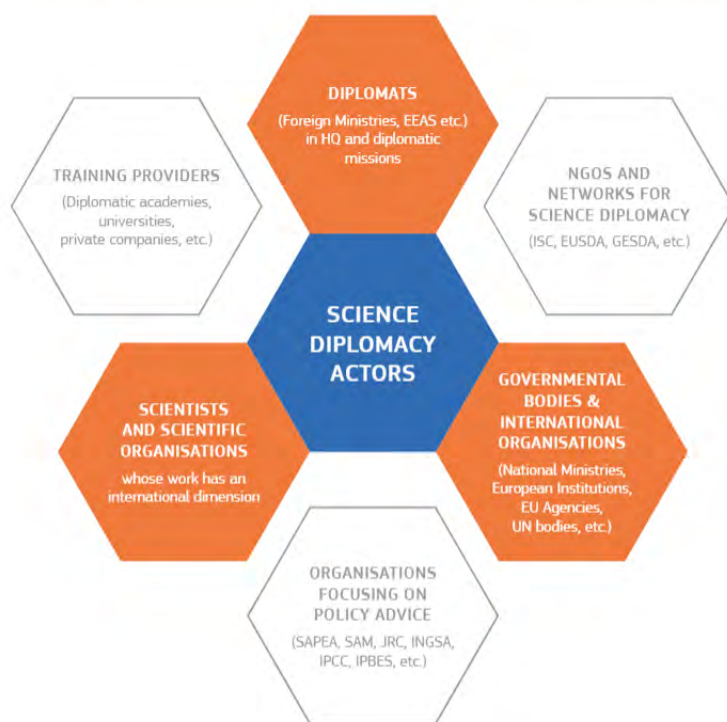 DIPLOMATS
(Foreign Ministries, EEAS etc.)
in HQ and diplomatic
missions
TRAINING PROVIDERS
(Diplomatic academies,
universities,
private companies, etc.)
NGOS AND
NETWORKS FOR
SCIENCE DIPLOMACY
(ISC, EUSDA, GESDA, etc.)
SCIENCE
DIPLOMACY
ACTORS
SCIENTISTS
AND SCIENTIFIC
ORGANISATIONS
whose work has an
international dimension
GOVERNMENTAL
BODIES &
INTERNATIONAL
ORGANISATIONS
(National Ministries,
European Institutions,
EU Agencies,
UN bodies, etc.)
ORGANISATIONS
FOCUSING ON
POLICY ADVICE
(SAPEA, SAM, JRC, INGSA,
IPCC, IPBES, etc.)